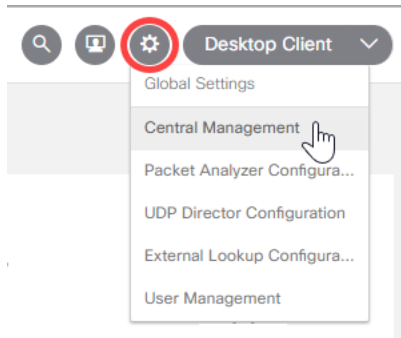 Desktop Client
Global Settings
Central Management
Packet Analyzer Configura...
UDP Director Configuration
External Lookup Configura...
User Management